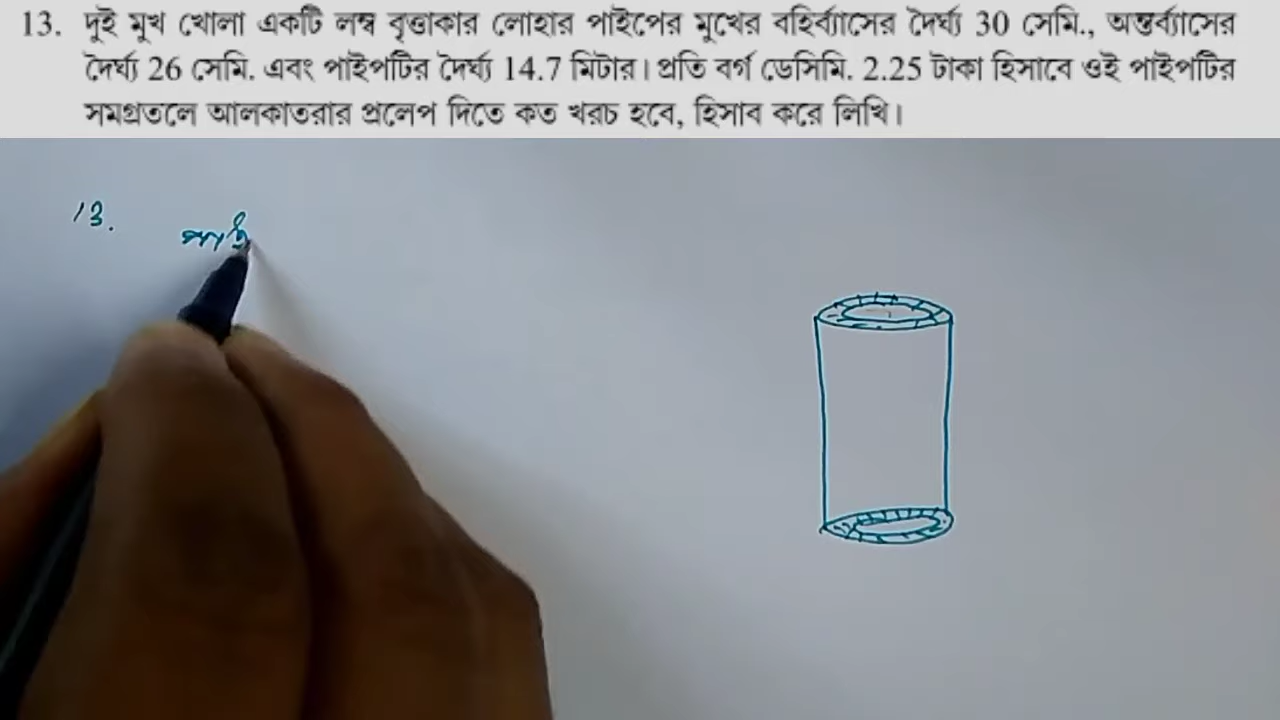 13. দুই মুখ খোলা একটি লম্ব বৃত্তাকার লোহার পাইপের মুখের বহির্ব্যাসের দৈর্ঘ্য 30 সেমি., অন্তর্ব্যাসের
দৈর্ঘ্য 26 সেমি. এবং পাইপটির দৈর্ঘ্য 14.7 মিটার। প্রতি বর্গ ডেসিমি. 2.25 টাকা হিসাবে ওই পাইপটির
সমগ্রতলে আলকাতরার প্রলেপ দিতে কত খরচ হবে, হিসাব করে লিখি।
13.